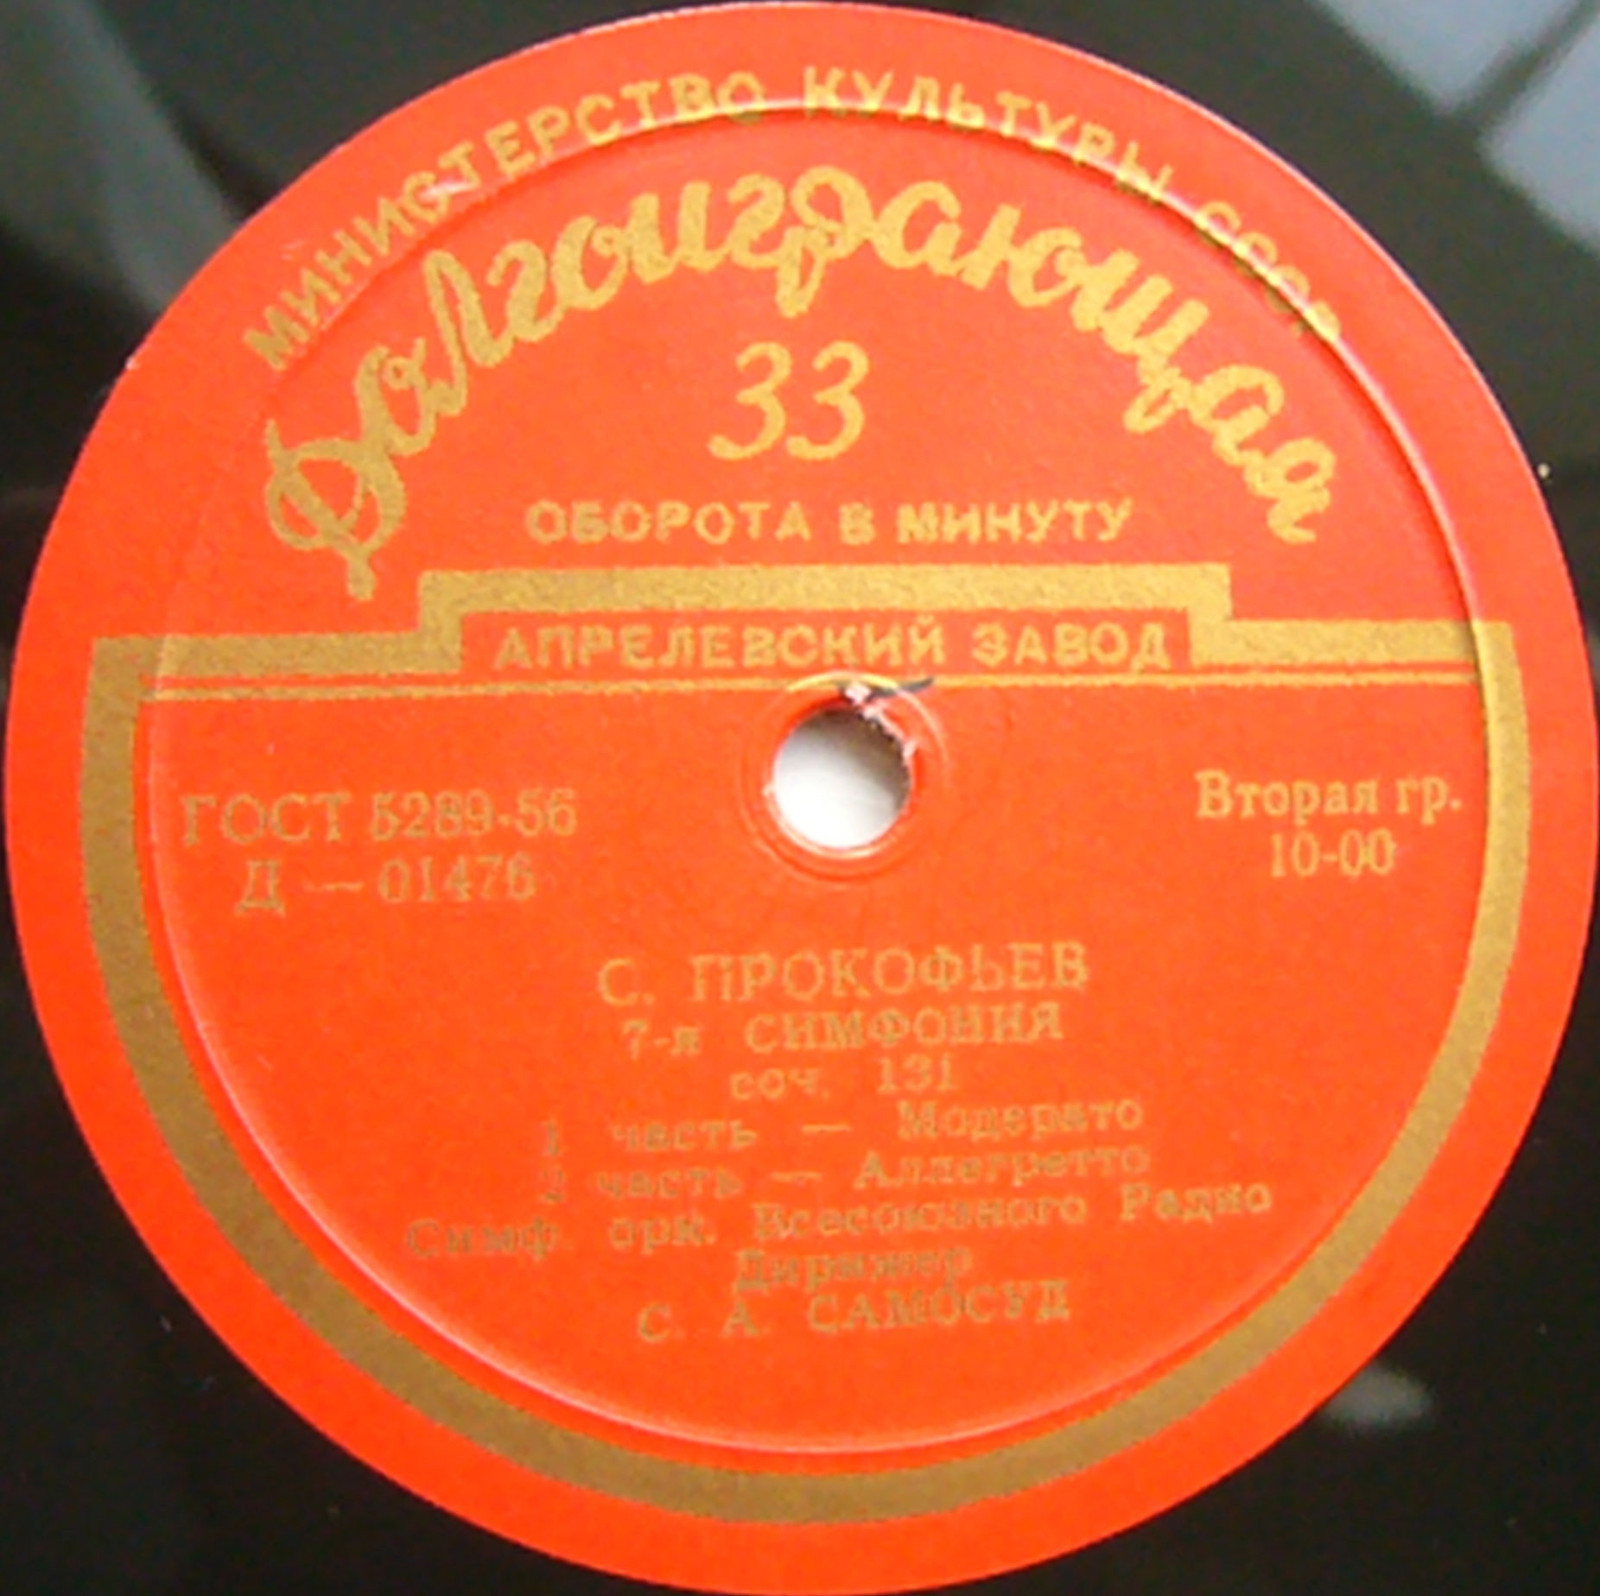 МИНИСТЕРСТВО КУЛЬТУРЫ СССР
Долгоиграющая
33
ОБОРОТА В МИНУТУ
АПРЕЛЕВСКИЙ ЗАВОД
ГОСТ 5289-56
Д — 01476
Вторая гр.
10-00
С. ПРОКОФЬЕВ
7-я СИМФОНИЯ
соч. 131
1 часть — Модерато
2 часть — Аллегретто
Симф. орк. Всесоюзного Радио
Дирижер
С. А. САМОСУД